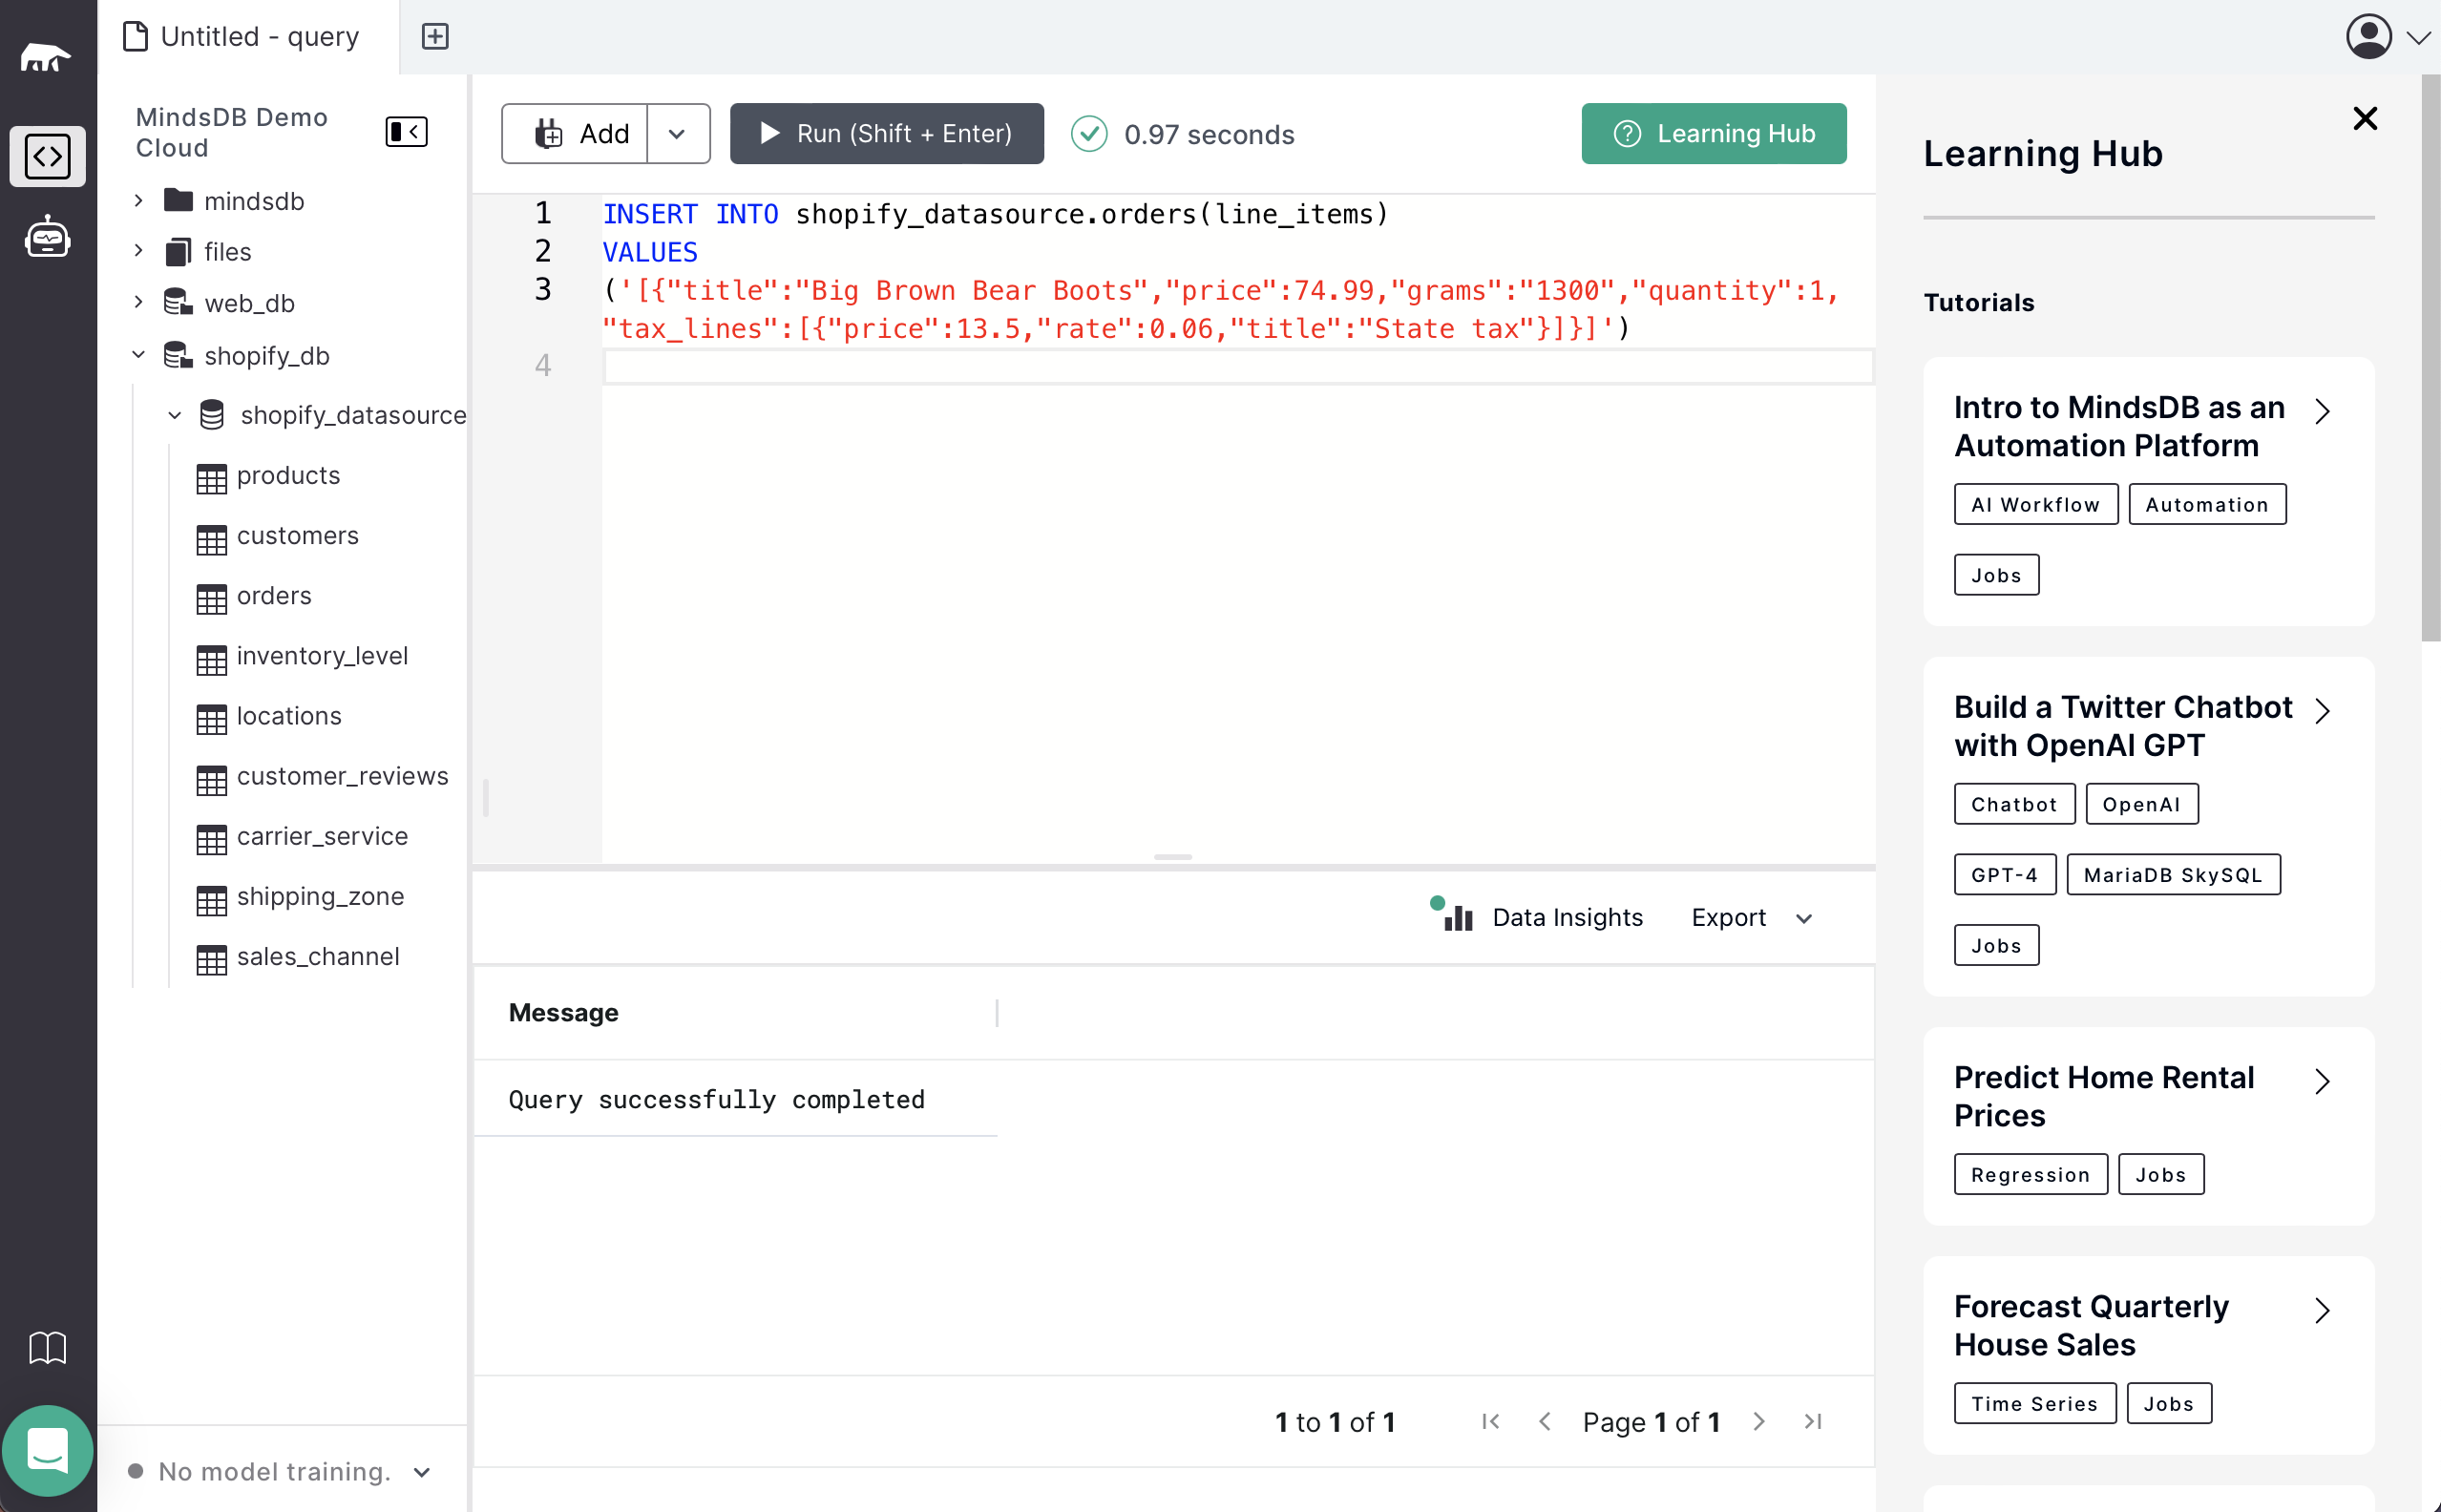 Untitled - query
MindsDB Demo
Cloud
mindsdb
files
web_db
shopify_db
shopify_datasource
products
customers
orders
inventory_level
locations
customer_reviews
carrier_service
shipping_zone
sales_channel
No model training.
Add
Run (Shift + Enter)
0.97 seconds
Learning Hub
1 INSERT INTO shopify_datasource.orders(line_items)
2 VALUES
3 ('[{"title":"Big Brown Bear Boots","price":74.99,"grams":"1300","quantity":1,
"tax_lines":[{"price":13.5,"rate":0.06,"title":"State tax"}]}]')
4
Data Insights Export
Message
Query successfully completed
1 to 1 of 1 Page 1 of 1
Learning Hub
Tutorials
Intro to MindsDB as an
Automation Platform
AI Workflow Automation
Jobs
Build a Twitter Chatbot
with OpenAI GPT
Chatbot OpenAI
GPT-4 MariaDB SkySQL
Jobs
Predict Home Rental
Prices
Regression Jobs
Forecast Quarterly
House Sales
Time Series Jobs